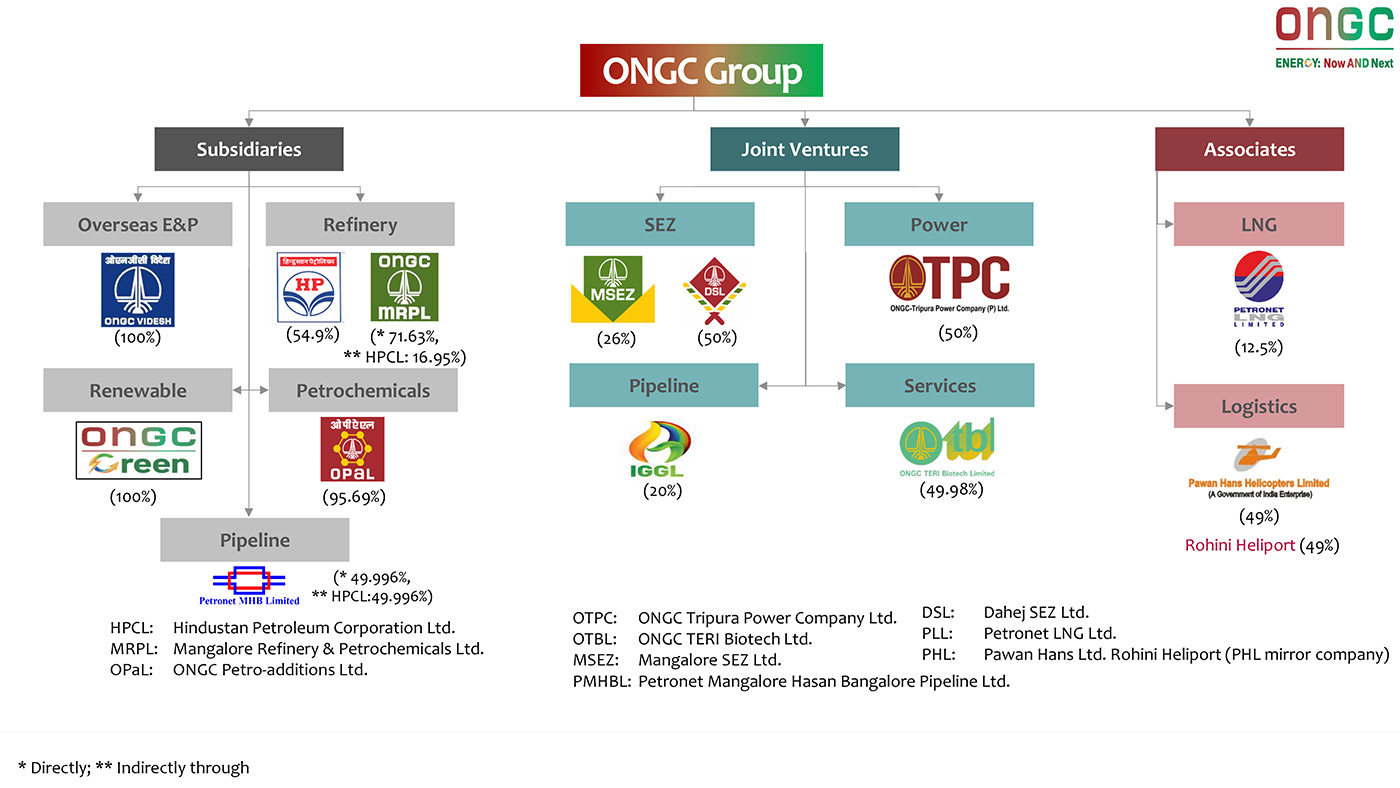 ONGC
ENERGY: Now AND Next
ONGC Group
Subsidiaries
Joint Ventures
Associates
Overseas E&P
Refinery
SEZ
Power
LNG
ओएनजीसी विदेश
ONGC VIDESH
(100%)
हिन्दुस्तान पेट्रोलियम
HP
(54.9%)
ONGC
MRPL
(* 71.63%,
** HPCL: 16.95%)
MSEZ
(26%)
DSL
(50%)
OTPC
ONGC-Tripura Power Company (P) Ltd.
(50%)
PETRONET
LNG
LIMITED
(12.5%)
Renewable
Petrochemicals
Pipeline
Services
Logistics
ONGC
Green
(100%)
ओ पी ऐ एल
OPaL
(95.69%)
IGGL
(20%)
Otbl
ONGC TERI Biotech Limited
(49.98%)
Pawan Hans Helicopters Limited
(A Government of India Enterprise)
(49%)
Rohini Heliport (49%)
Pipeline
Petronet MHB Limited
(* 49.996%,
** HPCL:49.996%)
HPCL: Hindustan Petroleum Corporation Ltd.
MRPL: Mangalore Refinery & Petrochemicals Ltd.
OPaL: ONGC Petro-additions Ltd.
OTPC: ONGC Tripura Power Company Ltd.
OTBL: ONGC TERI Biotech Ltd.
MSEZ: Mangalore SEZ Ltd.
PMHBL: Petronet Mangalore Hasan Bangalore Pipeline Ltd.
DSL: Dahej SEZ Ltd.
PLL: Petronet LNG Ltd.
PHL: Pawan Hans Ltd. Rohini Heliport (PHL mirror company)
* Directly; ** Indirectly through